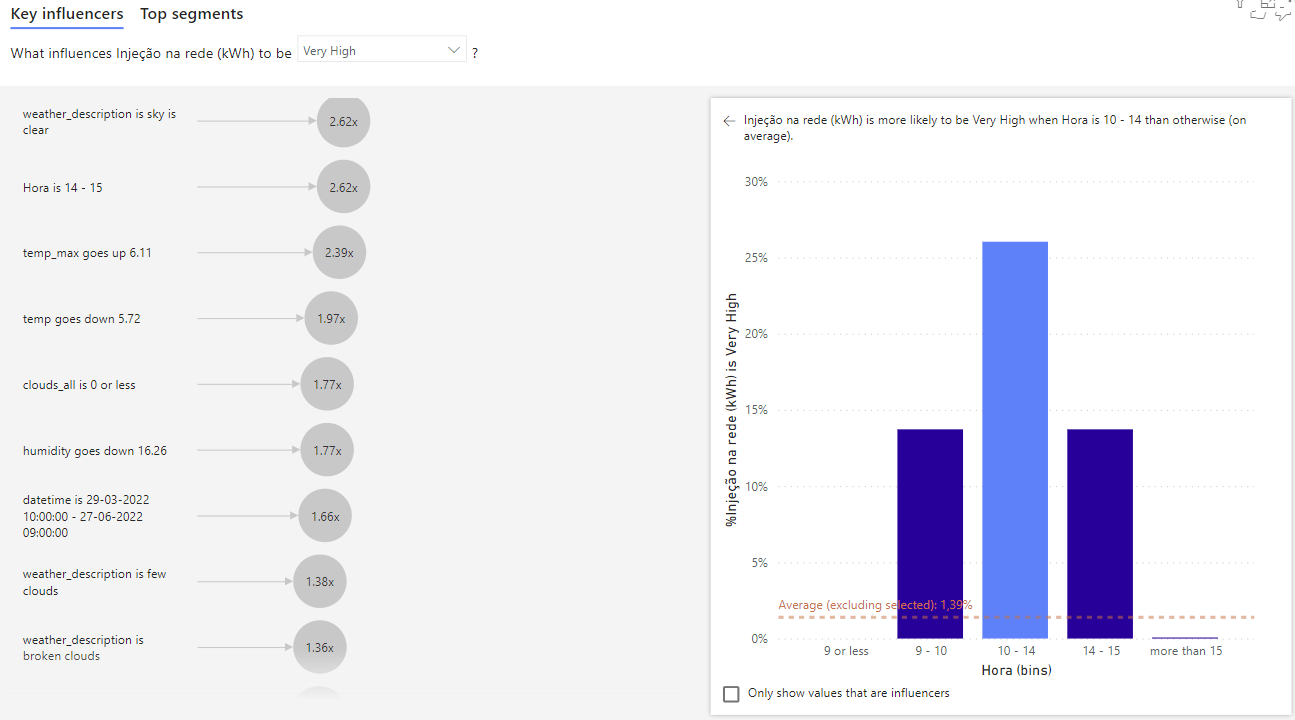 Key influencers Top segments
What influences Injeção na rede (kWh) to be Very High ?
weather_description is sky is
clear
2.62x
Hora is 14 - 15
2.62x
temp_max goes up 6.11
2.39x
temp goes down 5.72
1.97x
clouds_all is 0 or less
1.77x
humidity goes down 16.26
1.77x
datetime is 29-03-2022
10:00:00 - 27-06-2022
09:00:00
1.66x
weather_description is few
clouds
1.38x
weather_description is
broken clouds
1.36x
Injeção na rede (kWh) is more likely to be Very High when Hora is 10 - 14 than otherwise (on
average).
%Injeção na rede (kWh) is Very High
30%
25%
20%
15%
10%
5%
0%
Average (excluding selected): 1,39%
9 or less
9 - 10
10 - 14
14 - 15
more than 15
Hora (bins)
Only show values that are influencers